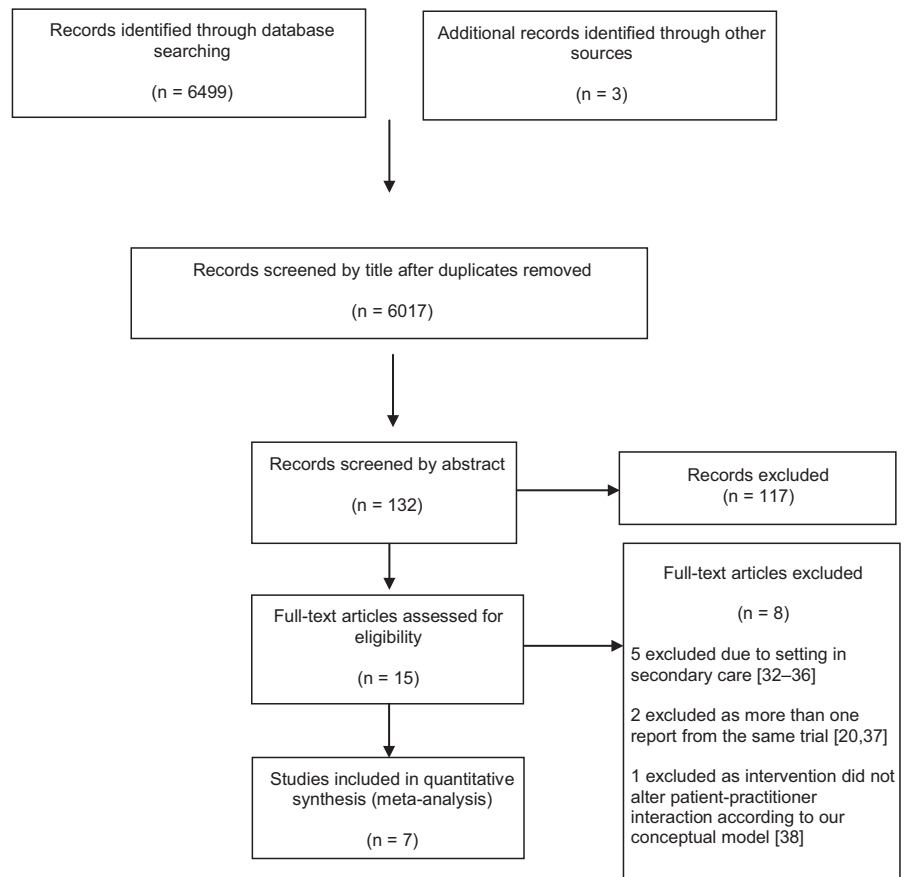 Records identified through database
searching
(n = 6499)
Additional records identified through other
sources
(n = 3)
Records screened by title after duplicates removed
(n = 6017)
Records screened by abstract
(n = 132)
Records excluded
(n = 117)
Full-text articles assessed for
eligibility
(n = 15)
Full-text articles excluded
(n = 8)
5 excluded due to setting in
secondary care [32–36]
2 excluded as more than one
report from the same trial [20,37]
1 excluded as intervention did not
alter patient-practitioner
interaction according to our
conceptual model [38]
Studies included in quantitative
synthesis (meta-analysis)
(n = 7)